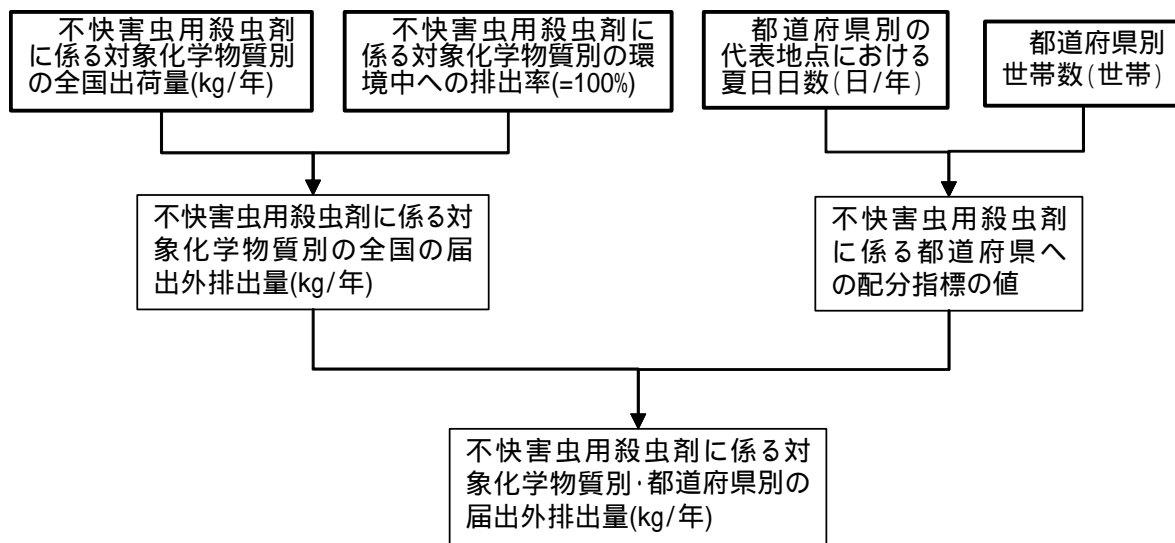 不快害虫用殺虫剤
に係る対象化学物質別
の全国出荷量(kg/年)
不快害虫用殺虫剤に
係る対象化学物質別の環
境中への排出率(=100%)
都道府県別の
代表地点における
夏日日数(日/年)
都道府県別
世帯数(世帯)
不快害虫用殺虫剤に係る対
象化学物質別の全国の届
出外排出量(kg/年)
不快害虫用殺虫剤
に係る都道府県へ
の配分指標の値
不快害虫用殺虫剤に係る対
象化学物質別・都道府県別の
届出外排出量(kg/年)